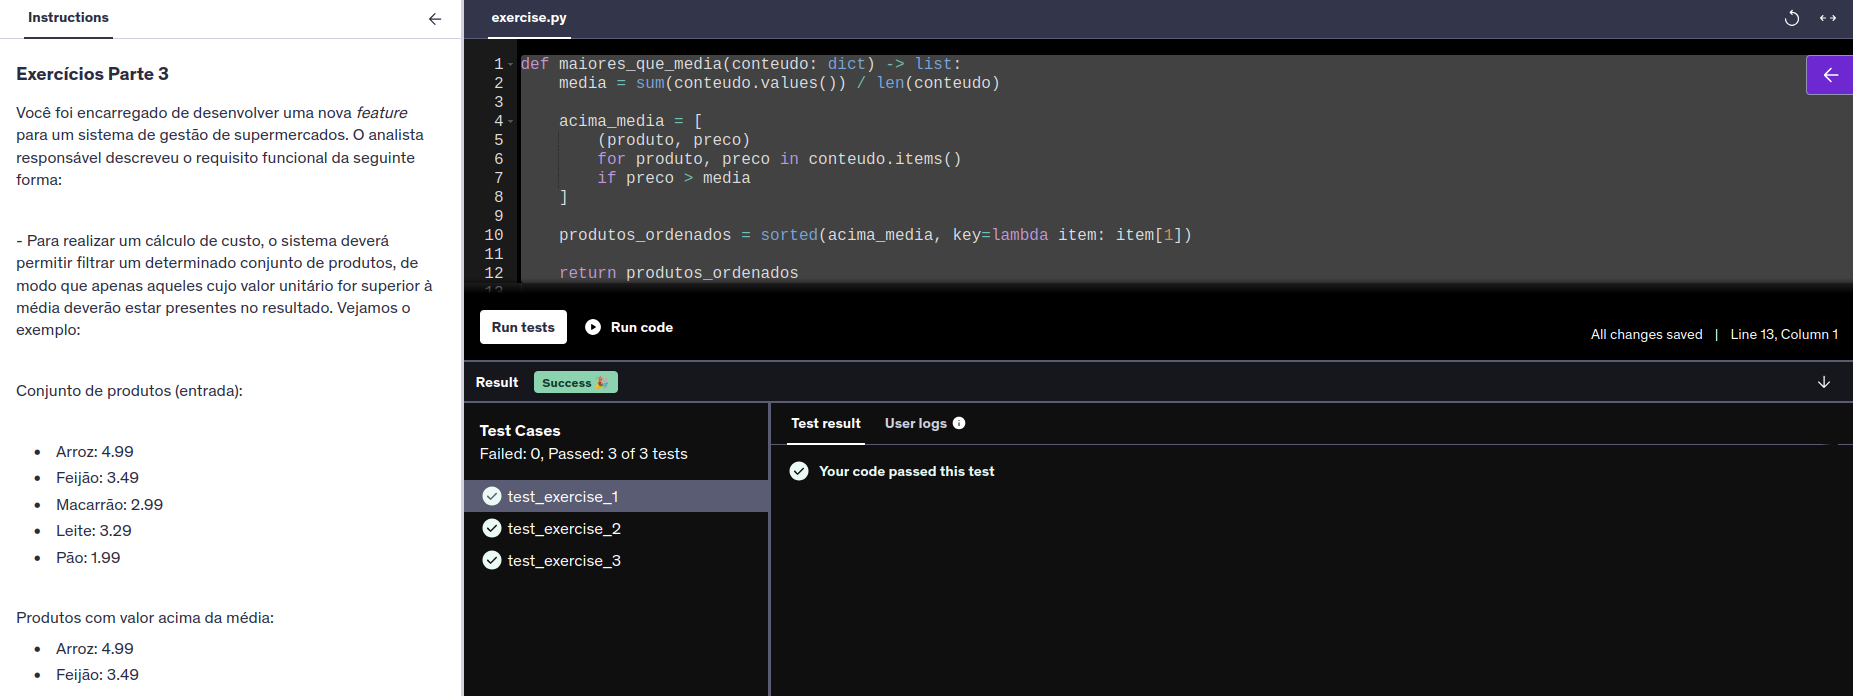 Instructions
Exercícios Parte 3
Você foi encarregado de desenvolver uma nova feature
para um sistema de gestão de supermercados. O analista
responsável descreveu o requisito funcional da seguinte
forma:
- Para realizar um cálculo de custo, o sistema deverá
permitir filtrar um determinado conjunto de produtos, de
modo que apenas aqueles cujo valor unitário for superior à
média deverão estar presentes no resultado. Vejamos o
exemplo:
Conjunto de produtos (entrada):
• Arroz: 4.99
• Feijão: 3.49
• Macarrão: 2.99
• Leite: 3.29
• Pão: 1.99
Produtos com valor acima da média:
• Arroz: 4.99
• Feijão: 3.49
exercise.py
1 def maiores_que_media(conteudo: dict) -> list:
2     media = sum(conteudo.values()) / len(conteudo)
3
4     acima_media = [
5         (produto, preco)
6         for produto, preco in conteudo.items()
7         if preco > media
8     ]
9
10     produtos_ordenados = sorted(acima_media, key=lambda item: item[1])
11
12     return produtos_ordenados
13
Run tests
Run code
All changes saved | Line 13, Column 1
Result
Success 🎉
Test Cases
Failed: 0, Passed: 3 of 3 tests
test_exercise_1
test_exercise_2
test_exercise_3
Test result
User logs
Your code passed this test